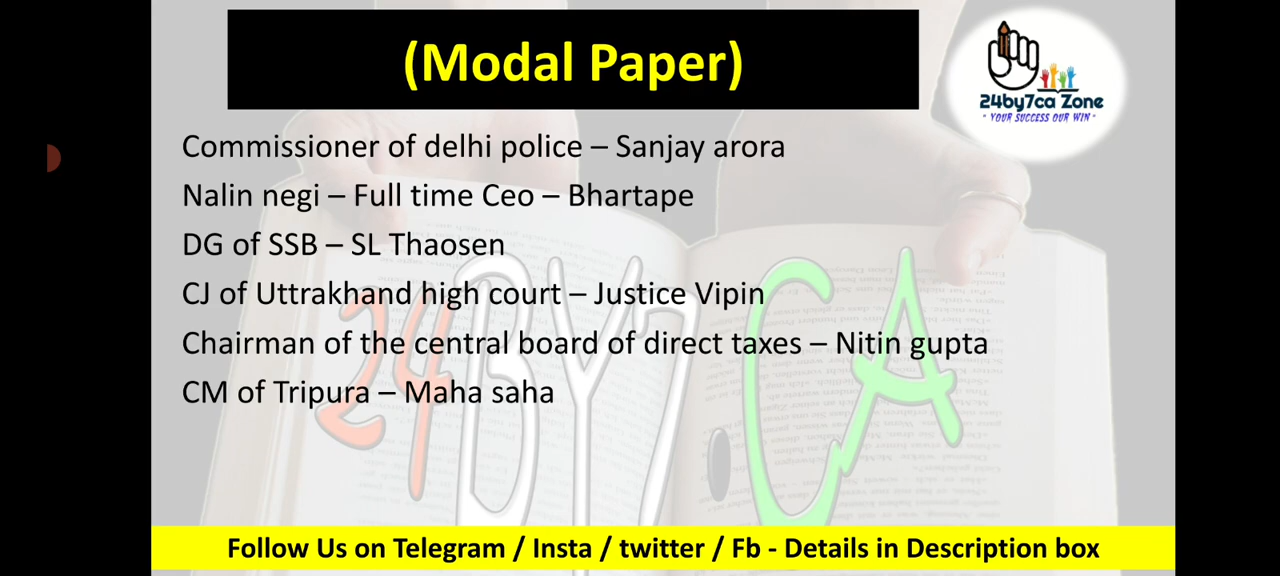 (Modal Paper)
24by7ca Zone
" YOUR SUCCESS OUR WIN "
Commissioner of delhi police – Sanjay arora
Nalin negi – Full time Ceo – Bhartape
DG of SSB – SL Thaosen
CJ of Uttrakhand high court – Justice Vipin
Chairman of the central board of direct taxes – Nitin gupta
CM of Tripura – Maha saha
24BY7.CA
Follow Us on Telegram / Insta / twitter / Fb - Details in Description box